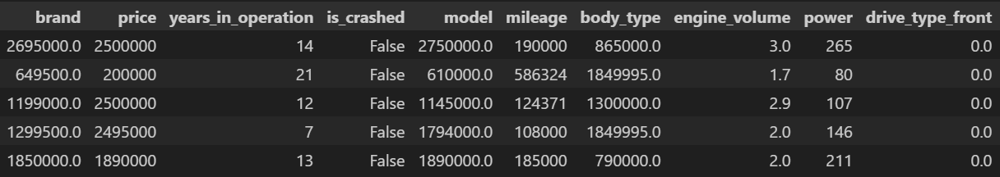 brand price years_in_operation is_crashed model mileage body_type engine_volume power drive_type_front
2695000.0 2500000 14 False 2750000.0 190000 865000.0 3.0 265 0.0
649500.0 200000 21 False 610000.0 586324 1849995.0 1.7 80 0.0
1199000.0 2500000 12 False 1145000.0 124371 1300000.0 2.9 107 0.0
1299500.0 2495000 7 False 1794000.0 108000 1849995.0 2.0 146 0.0
1850000.0 1890000 13 False 1890000.0 185000 790000.0 2.0 211 0.0